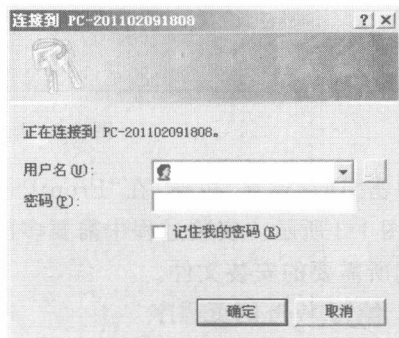 连接到 PC-201102091808
正在连接到 PC-201102091808。
用户名(U):
密码(P):
记住我的密码(R)
确定
取消